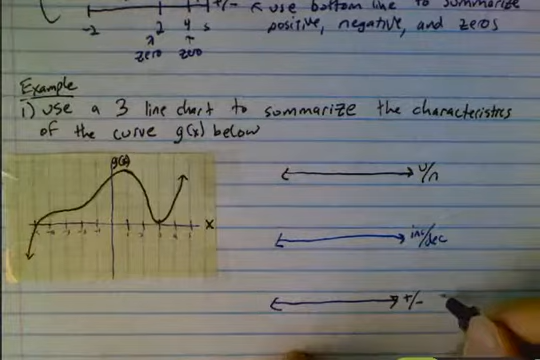 +/-
← use bottom line to summarize
positive, negative, and zeros
-2 2 4 5
zero zero
Example
1) use a 3 line chart to summarize the characteristics
of the curve g(x) below
g(x)
x
u/n
inc/dec
+/-